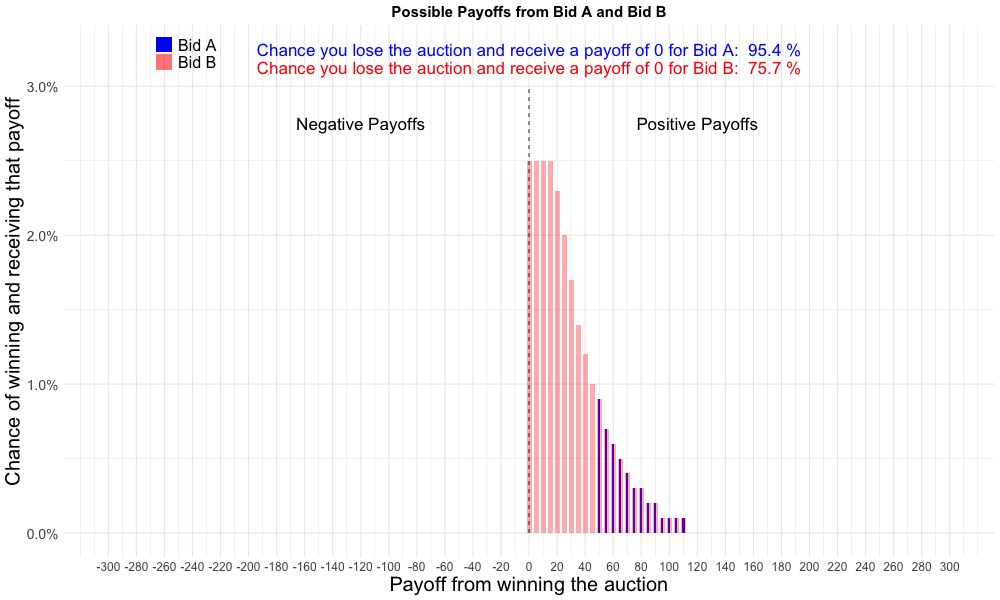 Possible Payoffs from Bid A and Bid B
Bid A
Bid B
Chance you lose the auction and receive a payoff of 0 for Bid A:  95.4 %
Chance you lose the auction and receive a payoff of 0 for Bid B:  75.7 %
Negative Payoffs
Positive Payoffs
Chance of winning and receiving that payoff
3.0%
2.0%
1.0%
0.0%
-300 -280 -260 -240 -220 -200 -180 -160 -140 -120 -100 -80 -60 -40 -20 0 20 40 60 80 100 120 140 160 180 200 220 240 260 280 300
Payoff from winning the auction